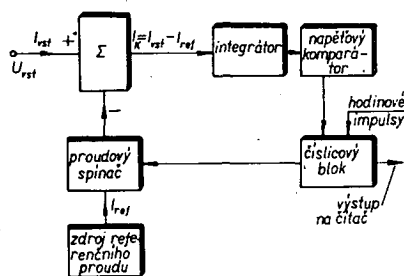 I_vst
+
U_vst
Σ
I_K=I_vst-I_ref
integrátor
napěťový
kompará-
tor
hodinové
impulsy
−
proudový
spínač
číslicový
blok
výstup
na čítač
I_ref
zdroj refe-
renčního
proudu